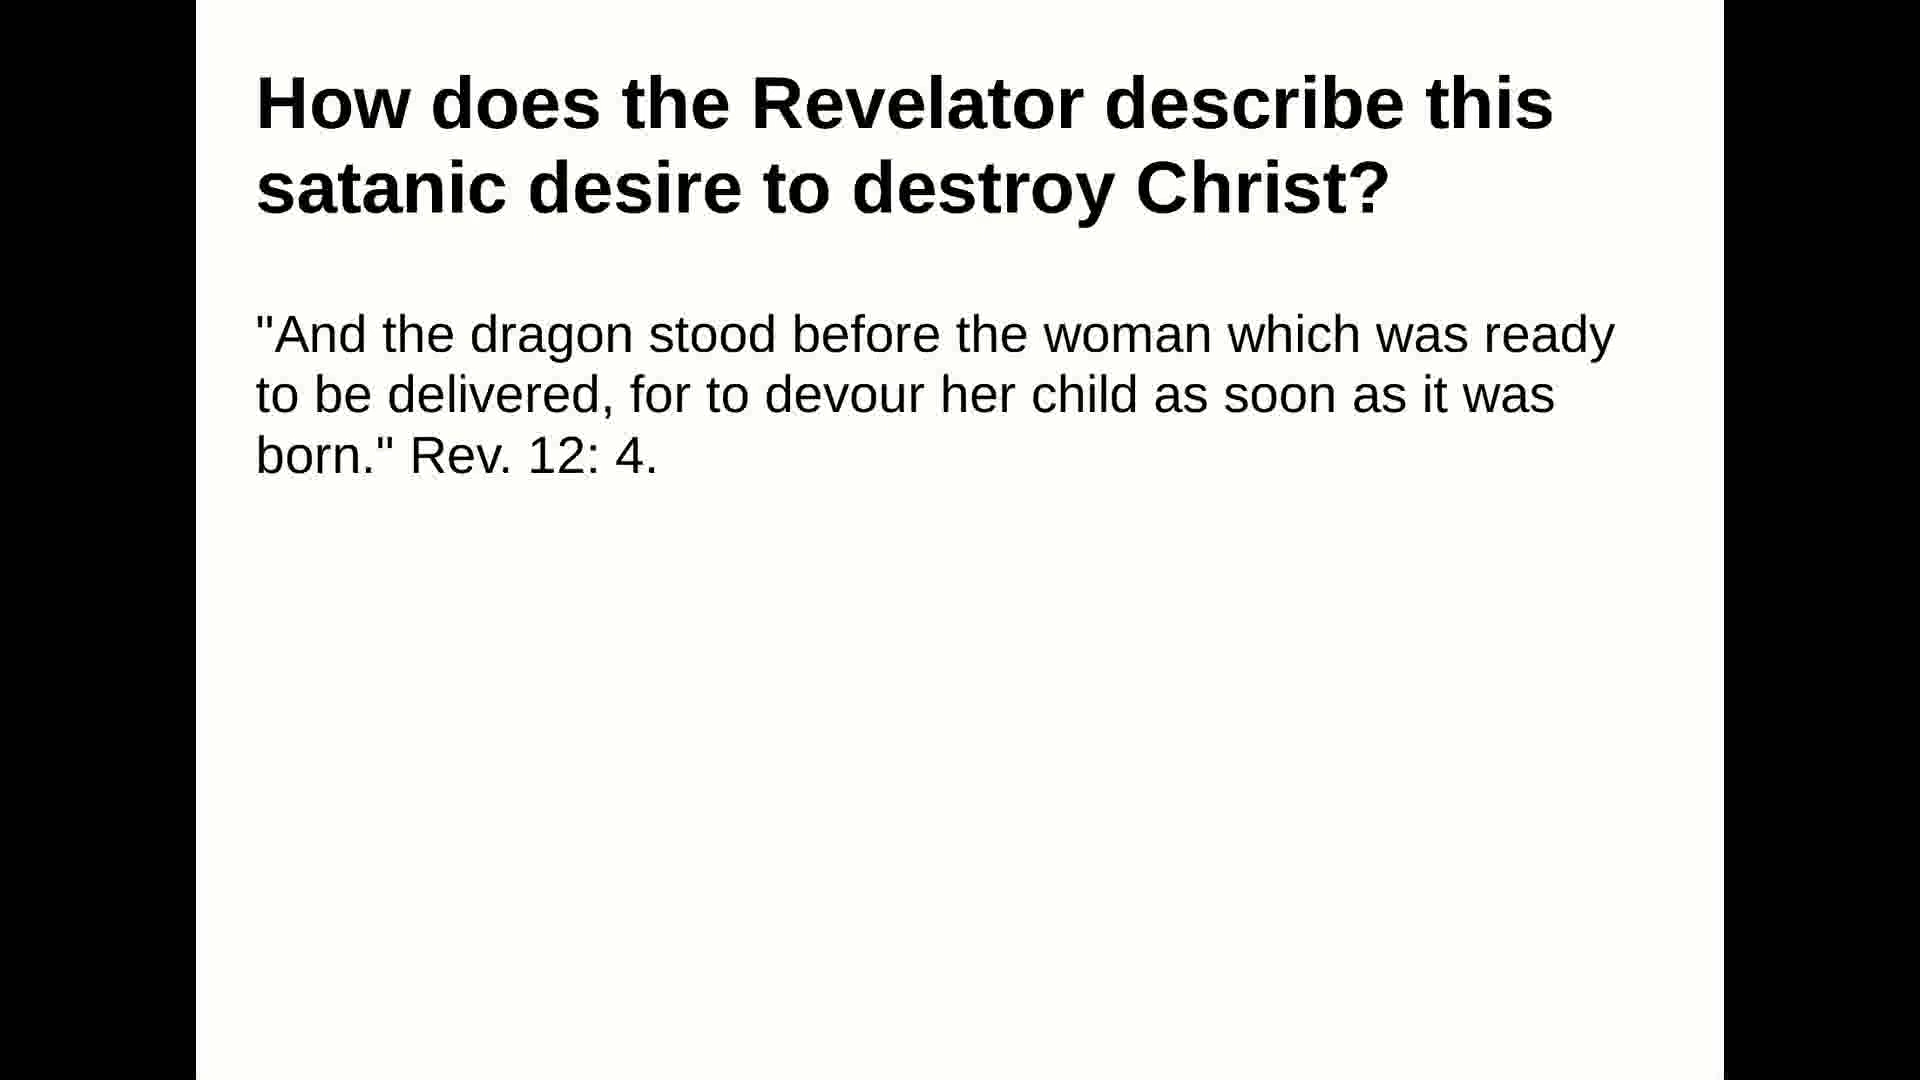 How does the Revelator describe this
satanic desire to destroy Christ?
"And the dragon stood before the woman which was ready
to be delivered, for to devour her child as soon as it was
born." Rev. 12: 4.